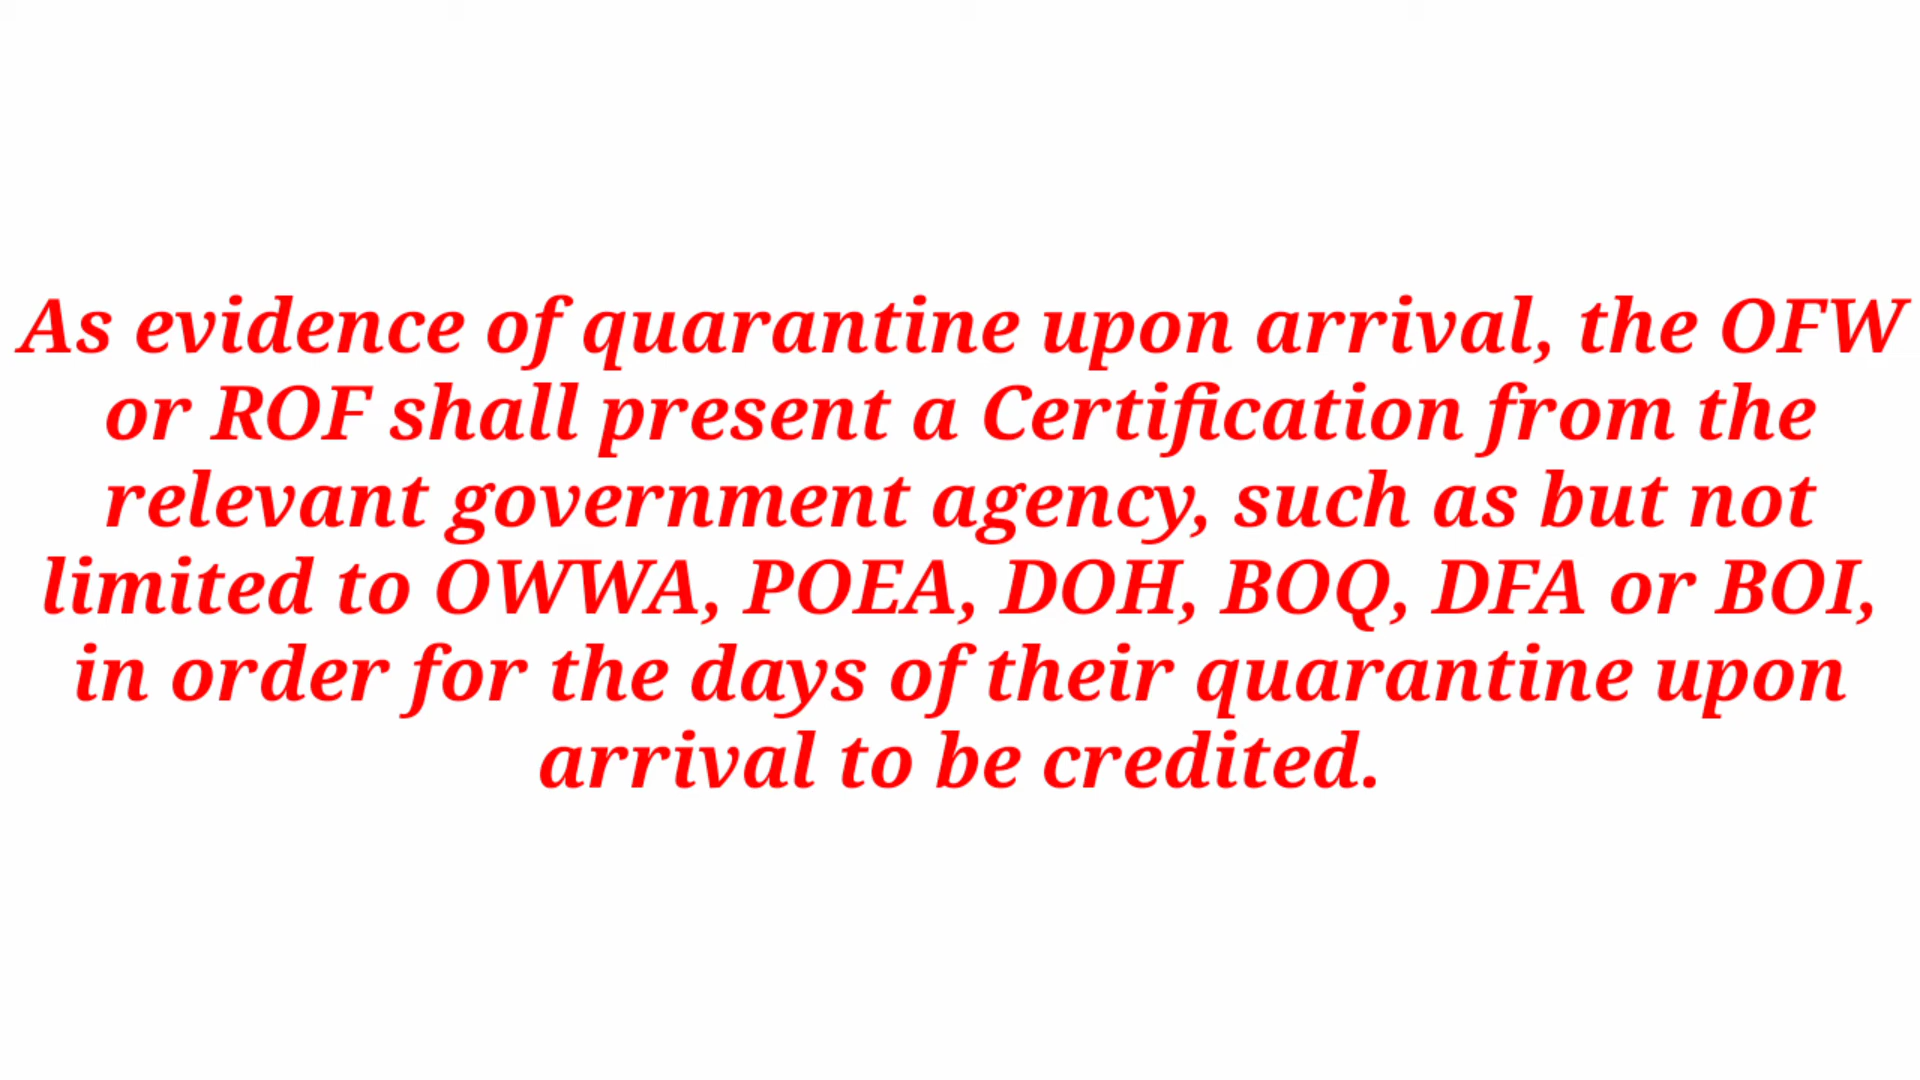 As evidence of quarantine upon arrival, the OFW
or ROF shall present a Certification from the
relevant government agency, such as but not
limited to OWWA, POEA, DOH, BOQ, DFA or BOI,
in order for the days of their quarantine upon
arrival to be credited.